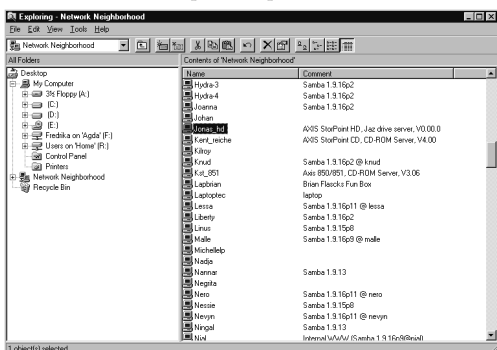 Exploring - Network Neighborhood
File Edit View Tools Help
Network Neighborhood
All Folders
Contents of 'Network Neighborhood'
Desktop
My Computer
3½ Floppy (A:)
(C:)
(D:)
(E:)
Fredrika on 'Agda' (F:)
Users on 'Home' (R:)
Control Panel
Printers
Network Neighborhood
Recycle Bin
Name Comment
Hydra-3 Samba 1.9.16p2
Hydra-4 Samba 1.9.16p2
Joanna Samba 1.9.16p2
Johan
Jonas_hd AXIS StorPoint HD, Jaz drive server, V0.00.0
Kent_reiche AXIS StorPoint CD, CD-ROM Server, V4.00
Kilroy
Knud Samba 1.9.16p2 @ knud
Kst_851 Axis 850/851, CD-ROM Server, V3.06
Lapbrian Brian Flascks Fun Box
Laptoptec laptop
Lessa Samba 1.9.16p11 @ lessa
Liberty Samba 1.9.16p2
Linus Samba 1.9.15p8
Malle Samba 1.9.16p9 @ malle
Michellelp
Nadja
Nannar Samba 1.9.13
Negrita
Nero Samba 1.9.16p11 @ nero
Nessie Samba 1.9.15p8
Nevyn Samba 1.9.16p11 @ nevyn
Ningal Samba 1.9.13
Njal Internal WWW (Samba 1.9.16p9@njal)
1 object(s) selected